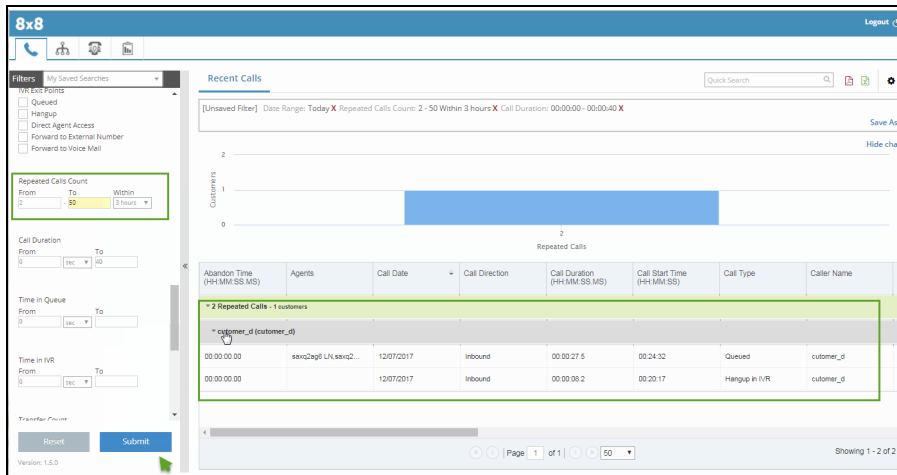 8x8
Logout
Filters
My Saved Searches
Recent Calls
Quick Search
IVR Exit Points
Queued
Hangup
Direct Agent Access
Forward to External Number
Forward to Voice Mail
[Unsaved Filter] Date Range: Today X Repeated Calls Count: 2 - 50 Within 3 hours X Call Duration: 00:00:00 - 00:00:40 X
Save As
Hide cha
Repeated Calls Count
From To Within
2 - 50 3 hours
Call Duration
From To
0 sec 40
Time in Queue
From To
0 sec
Time in IVR
From To
0 sec
Transfer Count
Reset Submit
Version: 1.5.0
Customers
2
1
0
2
Repeated Calls
Abandon Time (HH:MM:SS.MS) Agents Call Date Call Direction Call Duration (HH:MM:SS.MS) Call Start Time (HH:MM:SS) Call Type Caller Name
2 Repeated Calls - 1 customers
cutomer_d (cutomer_d)
00:00:00.00 saxq2ag6 LN,saxq2... 12/07/2017 Inbound 00:00:27.5 00:24:32 Queued cutomer_d
00:00:00.00 12/07/2017 Inbound 00:00:08.2 00:20:17 Hangup in IVR cutomer_d
Page 1 of 1 50
Showing 1 - 2 of 2